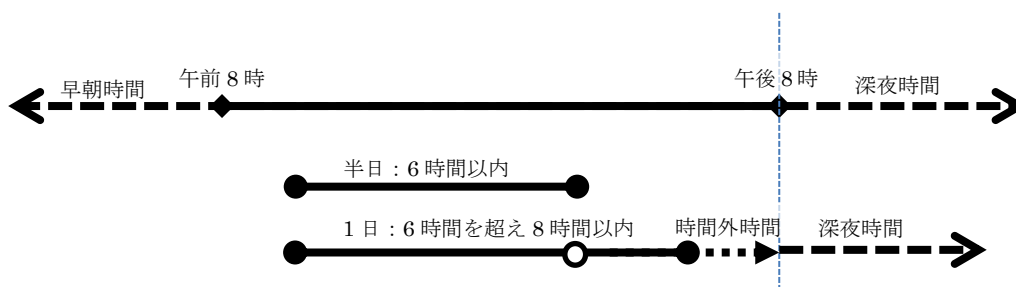 早朝時間
午前 8 時
午後 8 時
深夜時間
半日：6 時間以内
1 日：6 時間を超え 8 時間以内
時間外時間
深夜時間